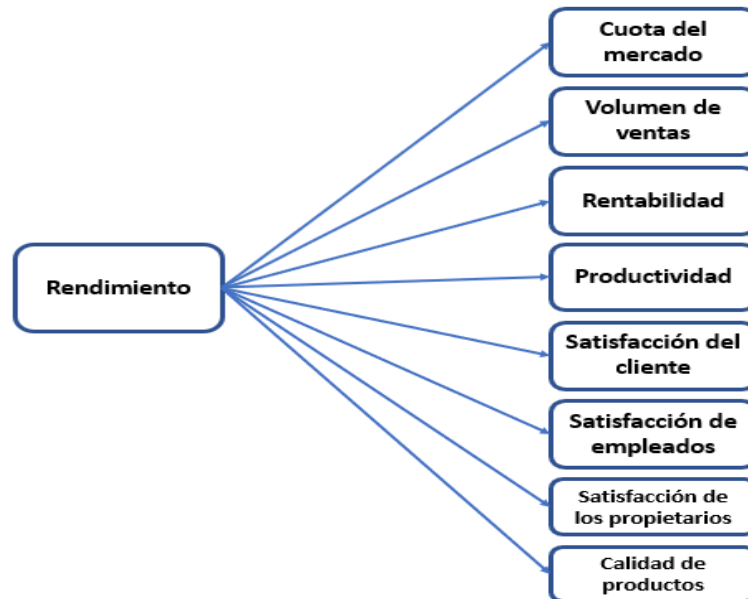 Cuota del
mercado
Volumen de
ventas
Rentabilidad
Rendimiento
Productividad
Satisfacción del
cliente
Satisfacción de
empleados
Satisfacción de
los propietarios
Calidad de
productos